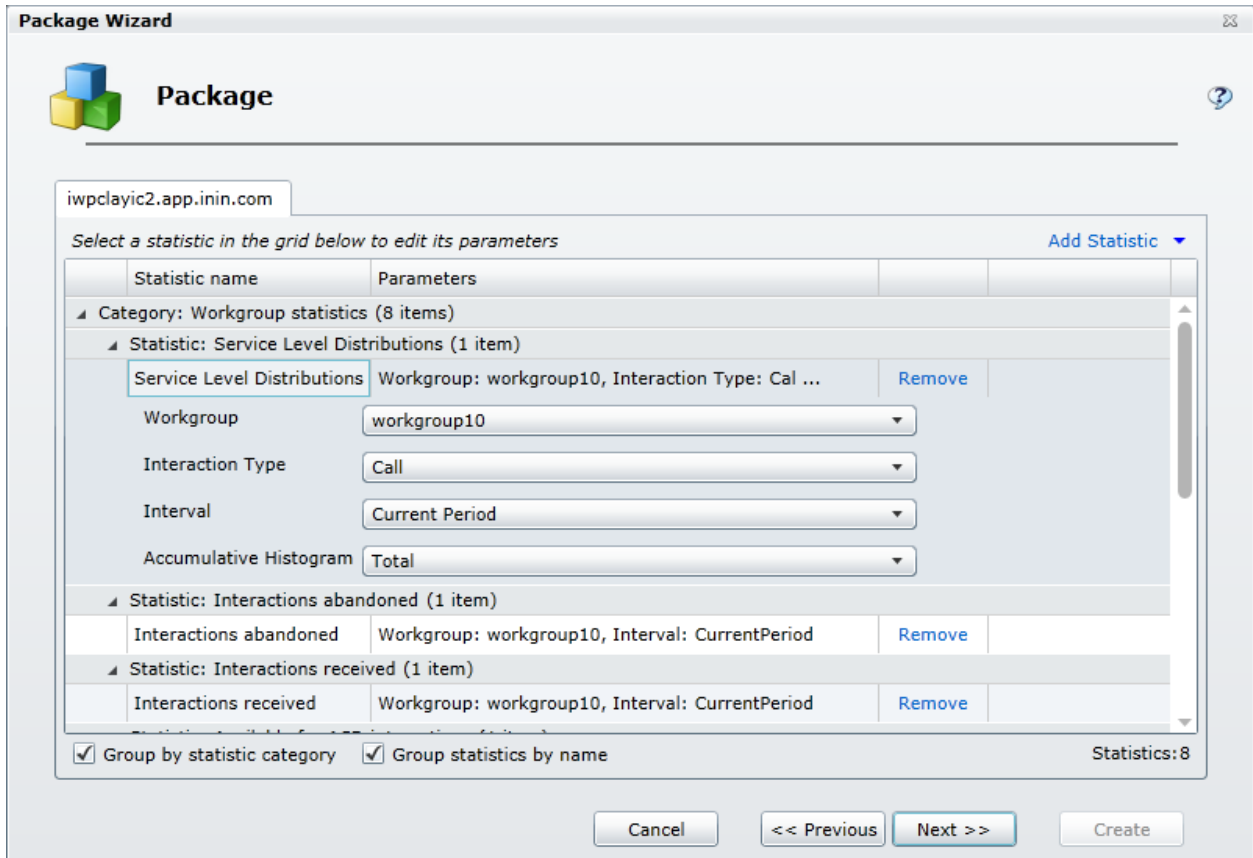 Package Wizard
Package
iwpclayic2.app.inin.com
Select a statistic in the grid below to edit its parameters
Add Statistic
Statistic name Parameters
Category: Workgroup statistics (8 items)
Statistic: Service Level Distributions (1 item)
Service Level Distributions Workgroup: workgroup10, Interaction Type: Cal ... Remove
Workgroup workgroup10
Interaction Type Call
Interval Current Period
Accumulative Histogram Total
Statistic: Interactions abandoned (1 item)
Interactions abandoned Workgroup: workgroup10, Interval: CurrentPeriod Remove
Statistic: Interactions received (1 item)
Interactions received Workgroup: workgroup10, Interval: CurrentPeriod Remove
Group by statistic category Group statistics by name Statistics:8
Cancel << Previous Next >> Create